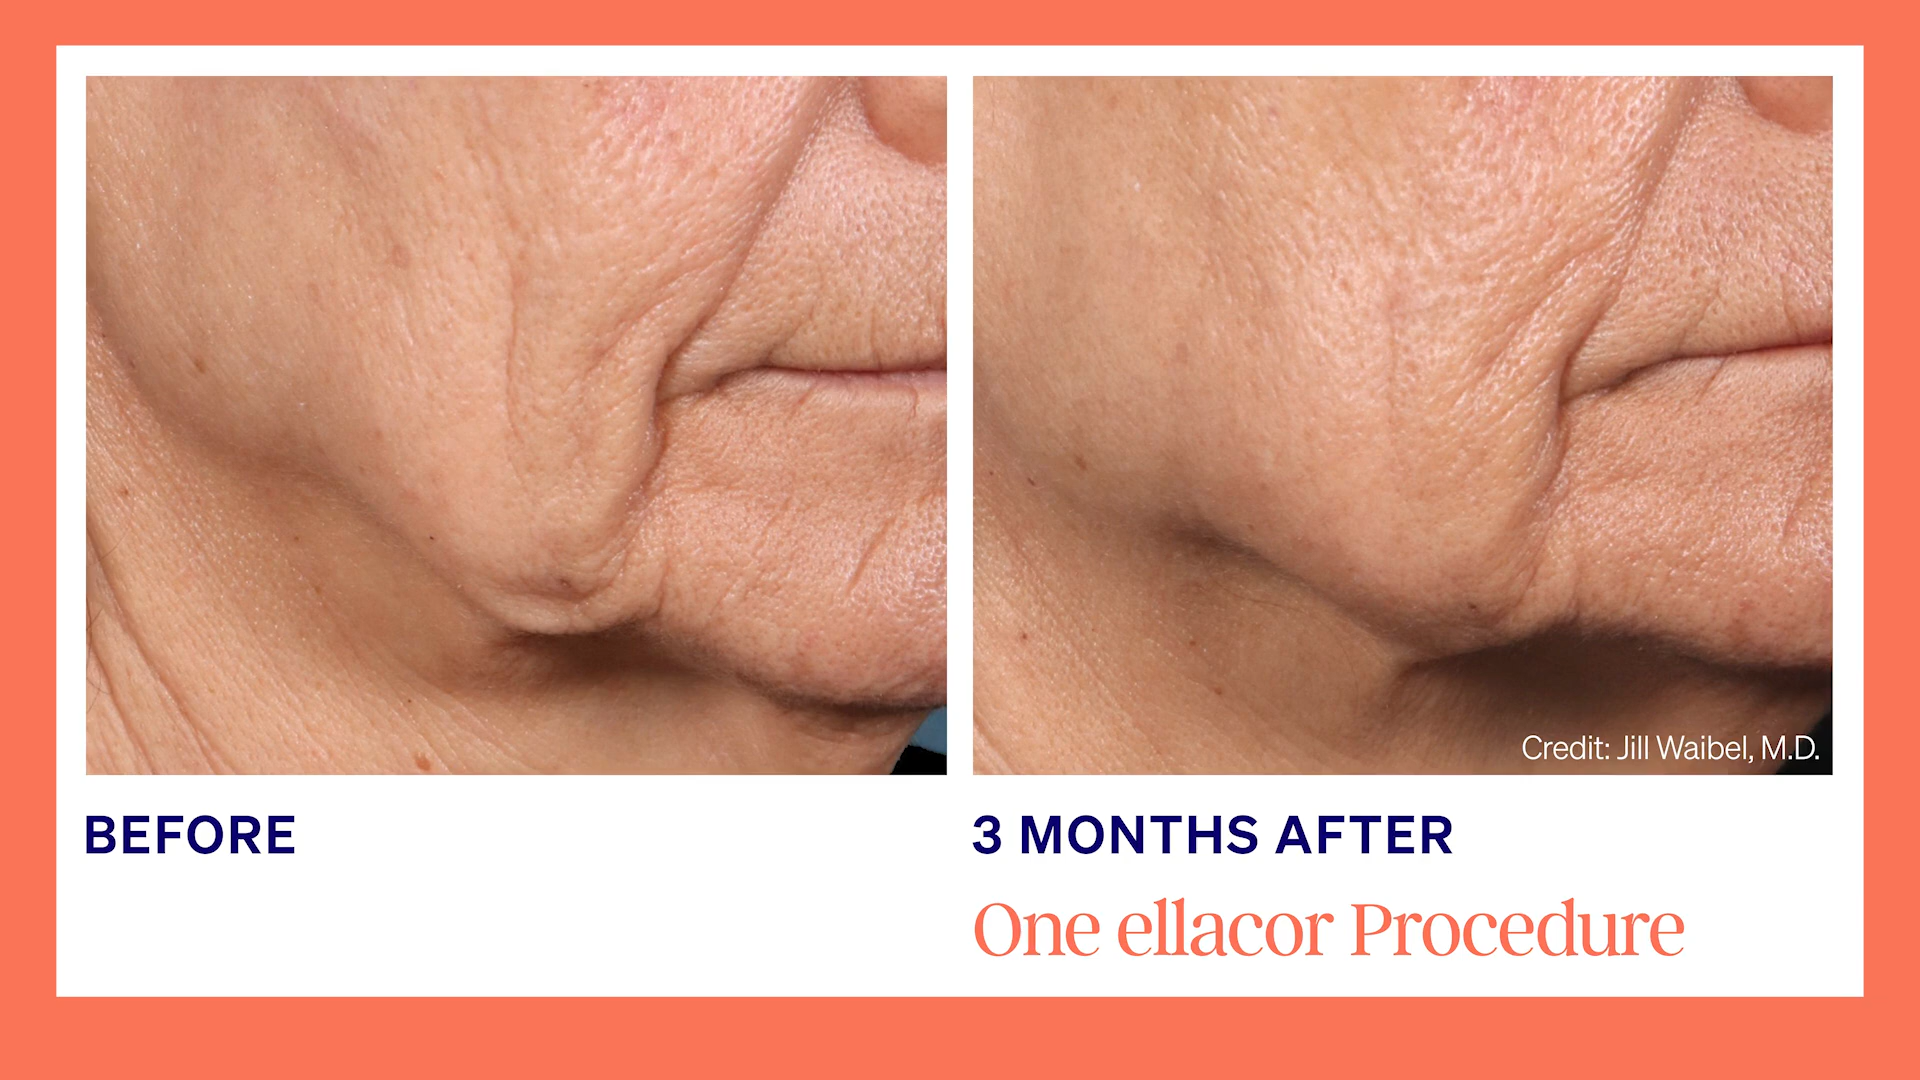 Credit: Jill Waibel, M.D.
BEFORE
3 MONTHS AFTER
One ellacor Procedure